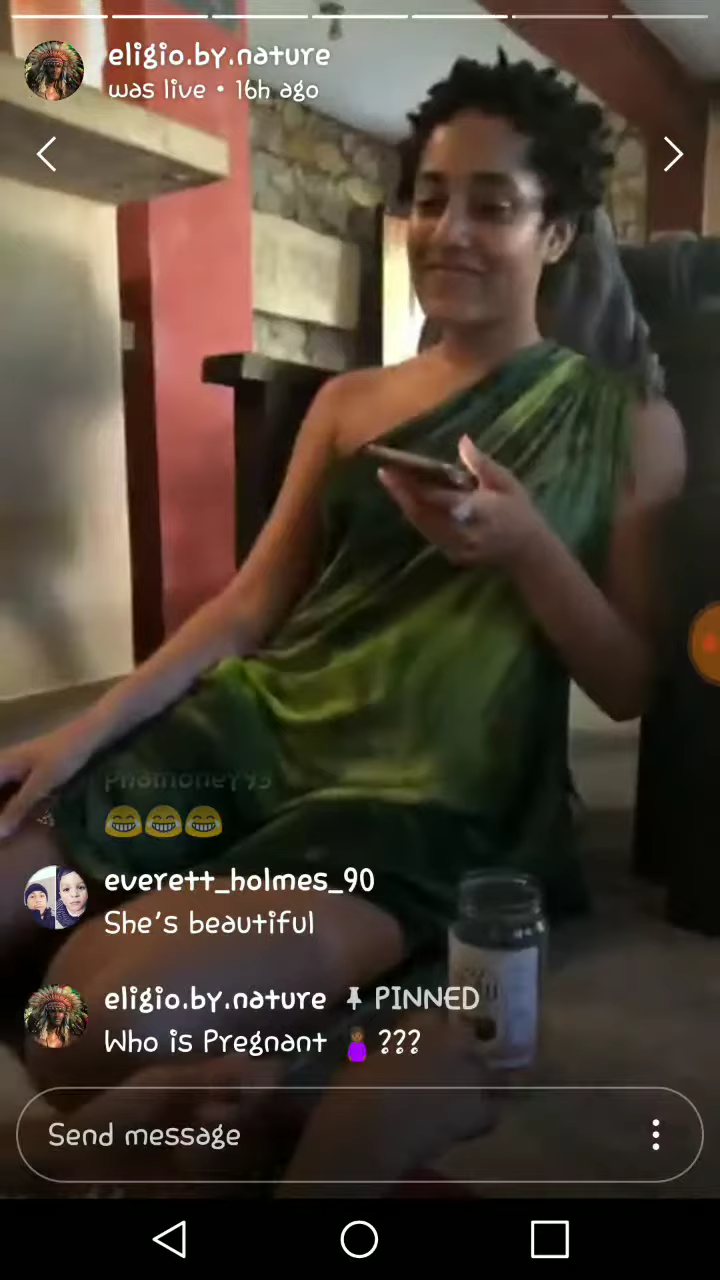 eligio.by.nature
was live • 16h ago
😂😂😂
everett_holmes_90
She's beautiful
eligio.by.nature 📌 PINNED
Who is Pregnant 🤰🏾 ???
Send message